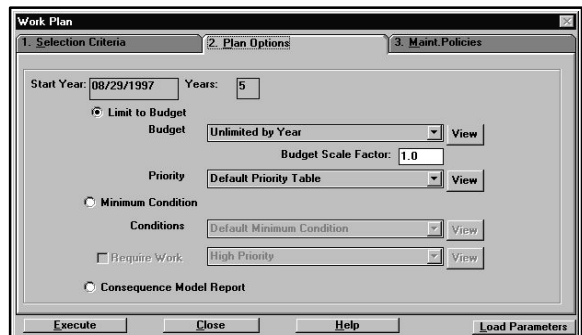 Work Plan
1. Selection Criteria 2. Plan Options 3. Maint.Policies
Start Year: 08/29/1997 Years: 5
Limit to Budget
Budget Unlimited by Year View
Budget Scale Factor: 1.0
Priority Default Priority Table View
Minimum Condition
Conditions Default Minimum Condition View
Require Work High Priority View
Consequence Model Report
Execute Close Help Load Parameters